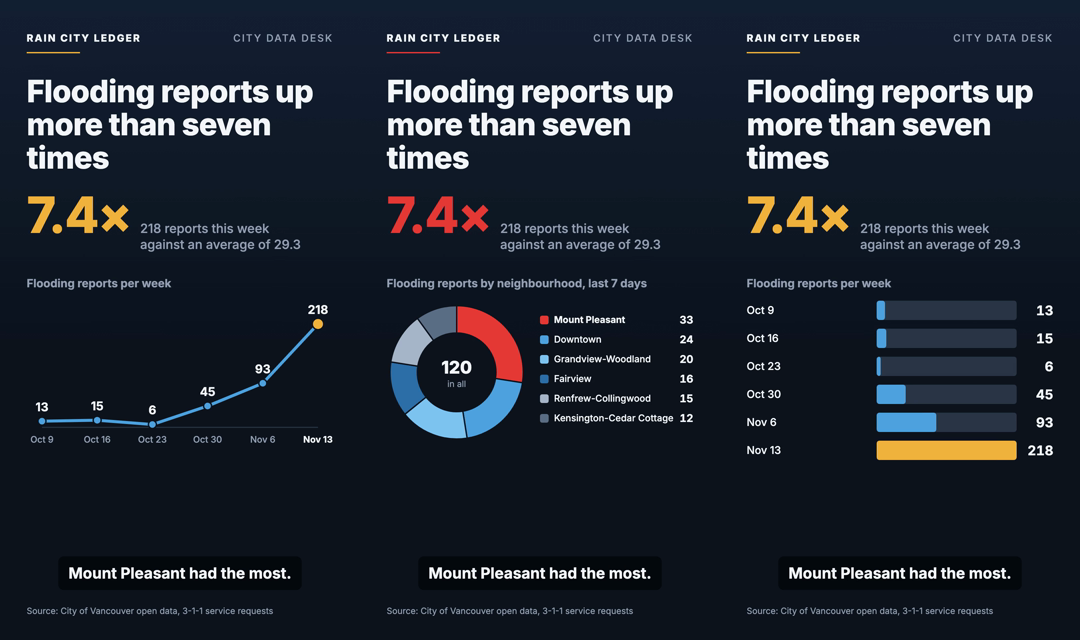 RAIN CITY LEDGER
CITY DATA DESK
Flooding reports up
more than seven
times
7.4×
218 reports this week
against an average of 29.3
Flooding reports per week
218
93
45
13
15
6
Oct 9
Oct 16
Oct 23
Oct 30
Nov 6
Nov 13
Mount Pleasant had the most.
Source: City of Vancouver open data, 3-1-1 service requests
RAIN CITY LEDGER
CITY DATA DESK
Flooding reports up
more than seven
times
7.4×
218 reports this week
against an average of 29.3
Flooding reports by neighbourhood, last 7 days
120
in all
Mount Pleasant 33
Downtown 24
Grandview-Woodland 20
Fairview 16
Renfrew-Collingwood 15
Kensington-Cedar Cottage 12
Mount Pleasant had the most.
Source: City of Vancouver open data, 3-1-1 service requests
RAIN CITY LEDGER
CITY DATA DESK
Flooding reports up
more than seven
times
7.4×
218 reports this week
against an average of 29.3
Flooding reports per week
Oct 9 13
Oct 16 15
Oct 23 6
Oct 30 45
Nov 6 93
Nov 13 218
Mount Pleasant had the most.
Source: City of Vancouver open data, 3-1-1 service requests